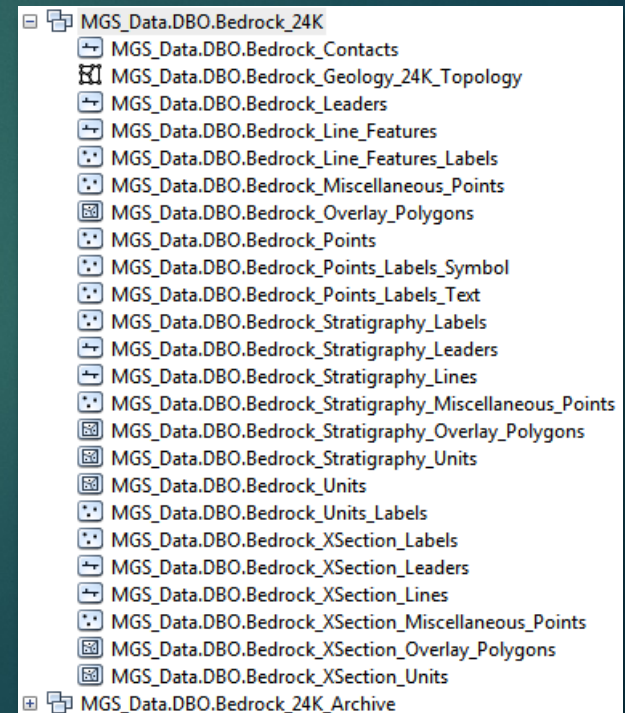 MGS_Data.DBO.Bedrock_24K
MGS_Data.DBO.Bedrock_Contacts
MGS_Data.DBO.Bedrock_Geology_24K_Topology
MGS_Data.DBO.Bedrock_Leaders
MGS_Data.DBO.Bedrock_Line_Features
MGS_Data.DBO.Bedrock_Line_Features_Labels
MGS_Data.DBO.Bedrock_Miscellaneous_Points
MGS_Data.DBO.Bedrock_Overlay_Polygons
MGS_Data.DBO.Bedrock_Points
MGS_Data.DBO.Bedrock_Points_Labels_Symbol
MGS_Data.DBO.Bedrock_Points_Labels_Text
MGS_Data.DBO.Bedrock_Stratigraphy_Labels
MGS_Data.DBO.Bedrock_Stratigraphy_Leaders
MGS_Data.DBO.Bedrock_Stratigraphy_Lines
MGS_Data.DBO.Bedrock_Stratigraphy_Miscellaneous_Points
MGS_Data.DBO.Bedrock_Stratigraphy_Overlay_Polygons
MGS_Data.DBO.Bedrock_Stratigraphy_Units
MGS_Data.DBO.Bedrock_Units
MGS_Data.DBO.Bedrock_Units_Labels
MGS_Data.DBO.Bedrock_XSection_Labels
MGS_Data.DBO.Bedrock_XSection_Leaders
MGS_Data.DBO.Bedrock_XSection_Lines
MGS_Data.DBO.Bedrock_XSection_Miscellaneous_Points
MGS_Data.DBO.Bedrock_XSection_Overlay_Polygons
MGS_Data.DBO.Bedrock_XSection_Units
MGS_Data.DBO.Bedrock_24K_Archive